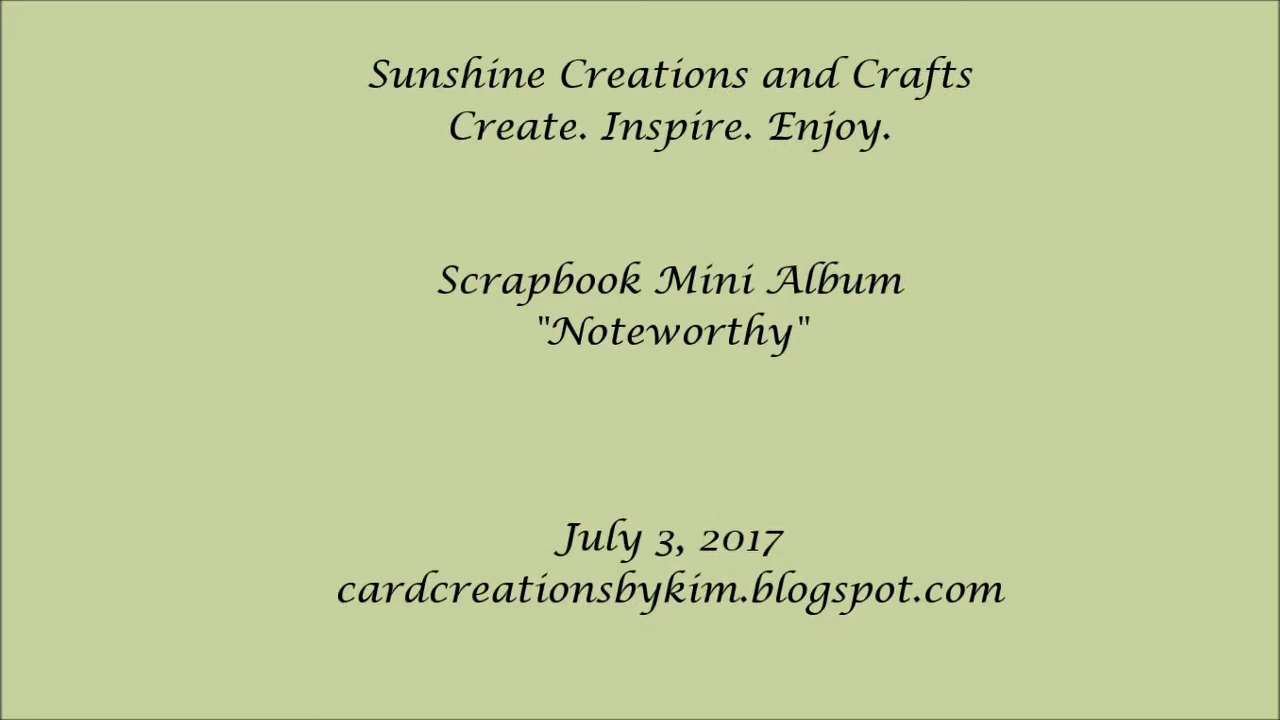 Sunshine Creations and Crafts
Create. Inspire. Enjoy.
Scrapbook Mini Album
"Noteworthy"
July 3, 2017
cardcreationsbykim.blogspot.com